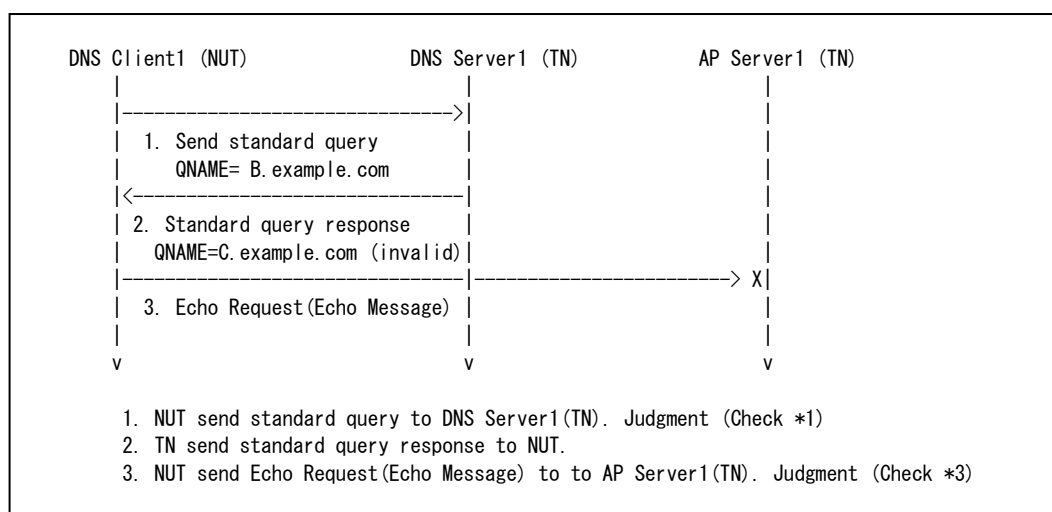 DNS Client1 (NUT) DNS Server1 (TN) AP Server1 (TN)
| | |
|------------------------------->| |
| 1. Send standard query | |
| QNAME= B.example.com | |
|<-------------------------------| |
| 2. Standard query response | |
| QNAME=C.example.com (invalid)| |
|--------------------------------|------------------------> X|
| 3. Echo Request(Echo Message) | |
| | |
v v v
1. NUT send standard query to DNS Server1(TN). Judgment (Check *1)
2. TN send standard query response to NUT.
3. NUT send Echo Request(Echo Message) to to AP Server1(TN). Judgment (Check *3)